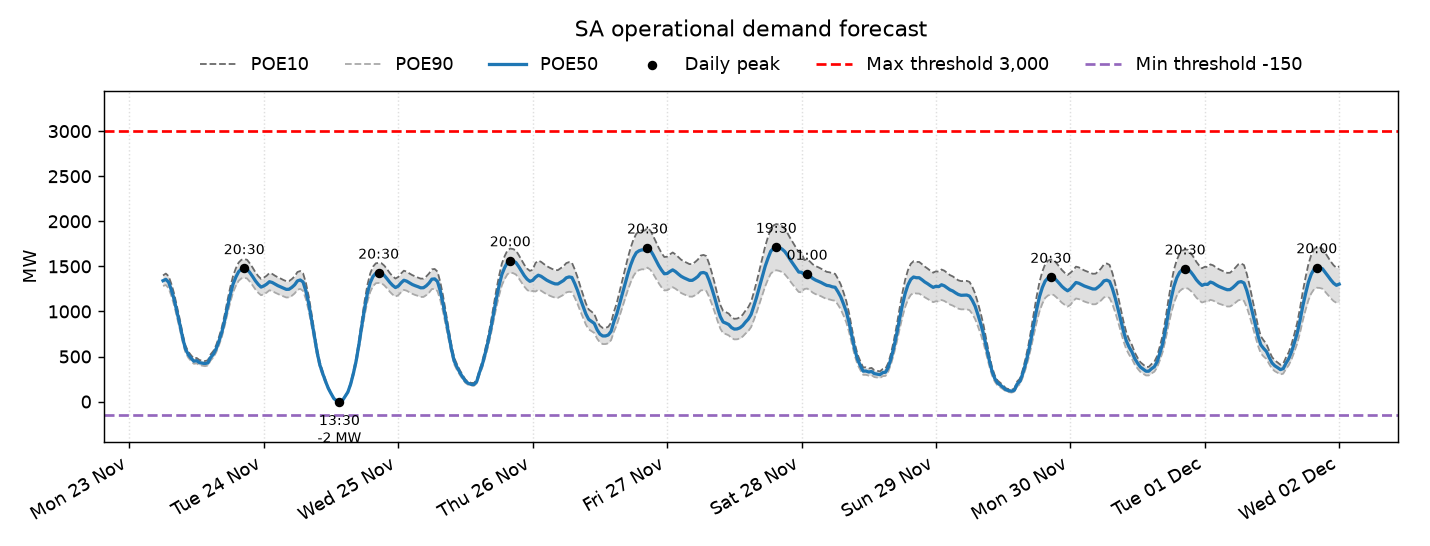 SA operational demand forecast
POE10 POE90 POE50 Daily peak Max threshold 3,000 Min threshold -150
MW
3000
2500
2000
1500
1000
500
0
20:30
20:30
20:00
20:30
19:30
01:00
20:30
20:30
20:00
13:30
-2 MW
Mon 23 Nov
Tue 24 Nov
Wed 25 Nov
Thu 26 Nov
Fri 27 Nov
Sat 28 Nov
Sun 29 Nov
Mon 30 Nov
Tue 01 Dec
Wed 02 Dec